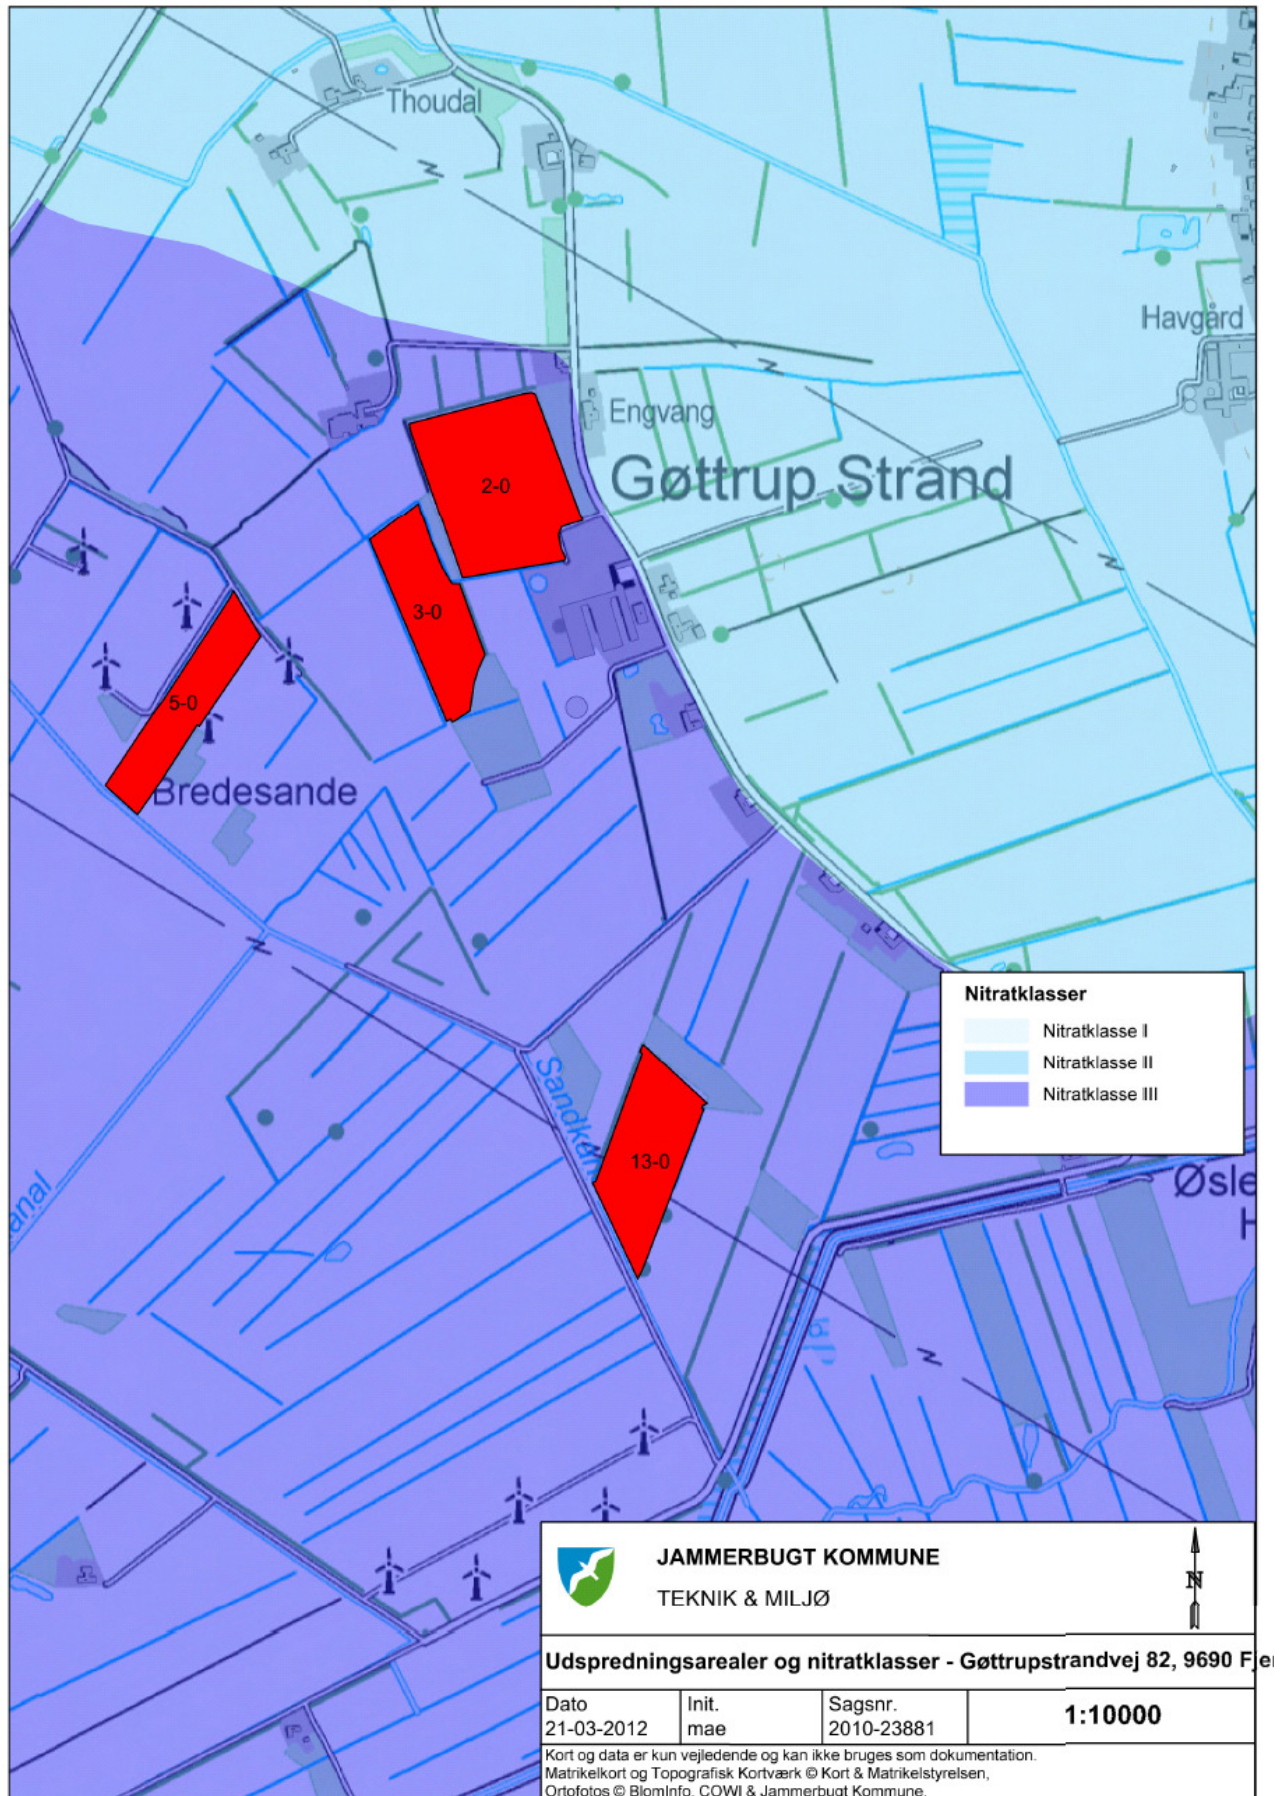 Thoudal
Havgård
Engvang
Gøttrup Strand
2-0
3-0
5-0
Bredesande
Nitratklasser
Nitratklasse I
Nitratklasse II
Nitratklasse III
13-0
anal
Øsle
H
JAMMERBUGT KOMMUNE
TEKNIK & MILJØ
N
Udspredningsarealer og nitratklasser - Gøttrupstrandvej 82, 9690 Fjer
Dato
21-03-2012
Init.
mae
Sagsnr.
2010-23881
1:10000
Kort og data er kun vejledende og kan ikke bruges som dokumentation.
Matrikelkort og Topografisk Kortværk © Kort & Matrikelstyrelsen,
Ortofotos © BlomInfo, COWI & Jammerbugt Kommune.